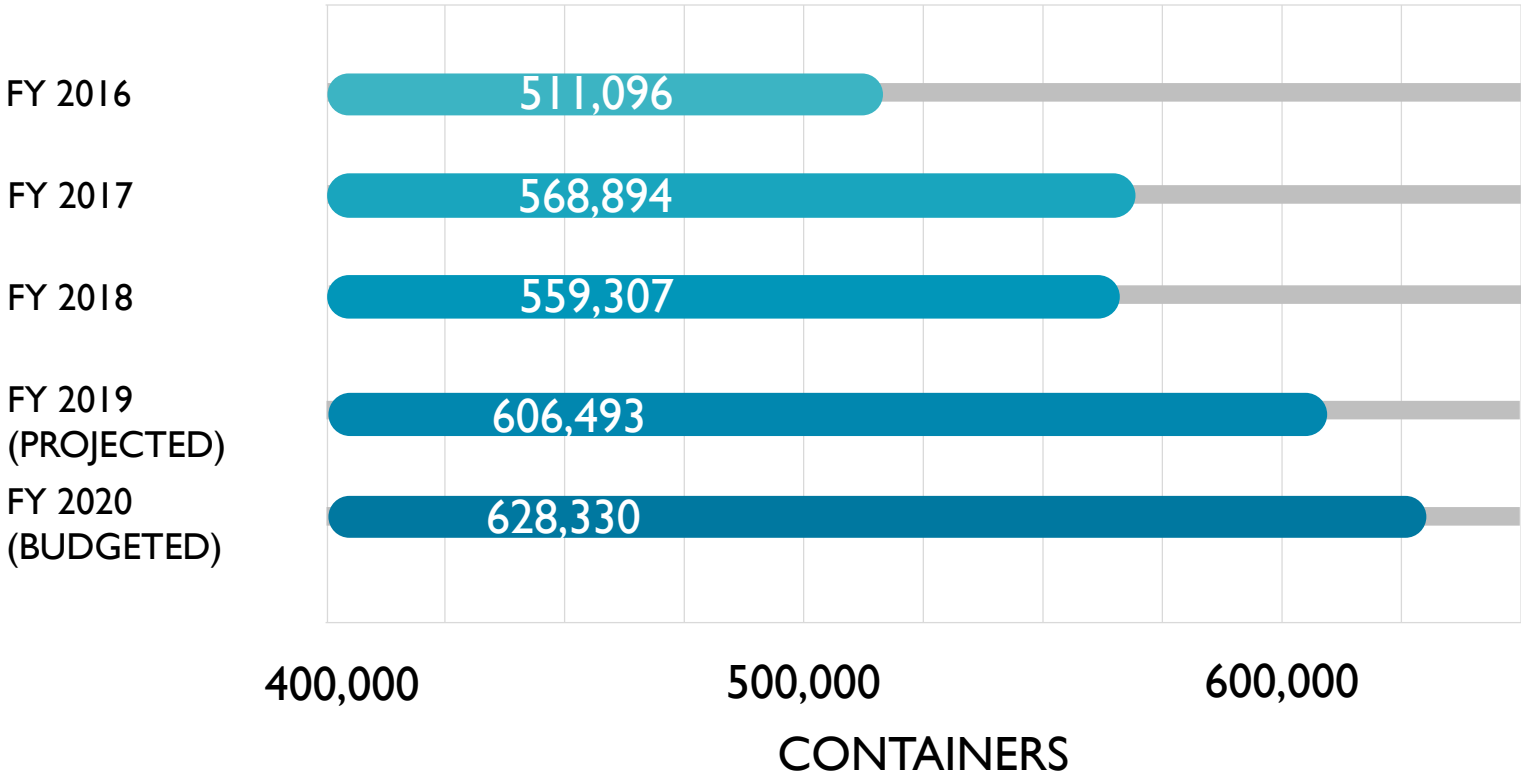 FY 2016 511,096
FY 2017 568,894
FY 2018 559,307
FY 2019
(PROJECTED) 606,493
FY 2020
(BUDGETED) 628,330
400,000 500,000 600,000
CONTAINERS